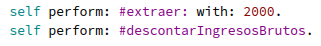 self perform: #extraer: with: 2000.
self perform: #descontarIngresosBrutos.